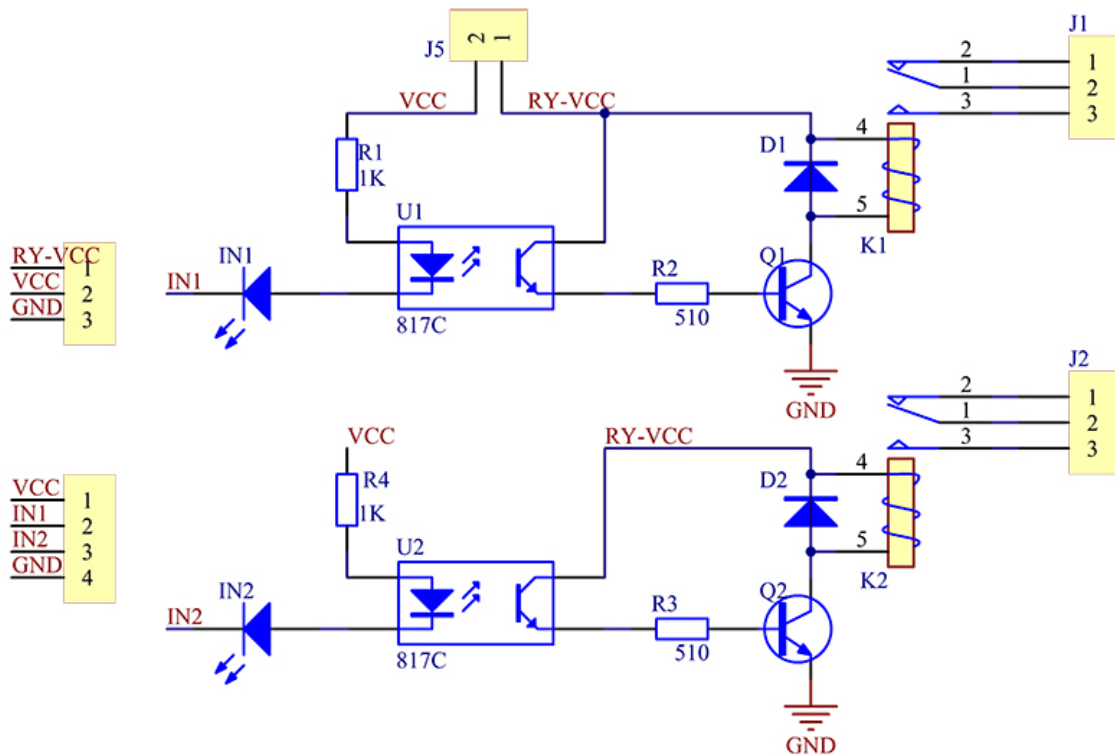 J5
2 1
VCC
RY-VCC
J1
2 1
1 2
3 3
R1
1K
D1
4
5
K1
U1
817C
RY-VCC 1
VCC 2
GND 3
IN1
IN1
R2
510
Q1
GND
J2
2 1
1 2
3 3
VCC
RY-VCC
R4
1K
D2
4
5
K2
U2
817C
VCC 1
IN1 2
IN2 3
GND 4
IN2
IN2
R3
510
Q2
GND